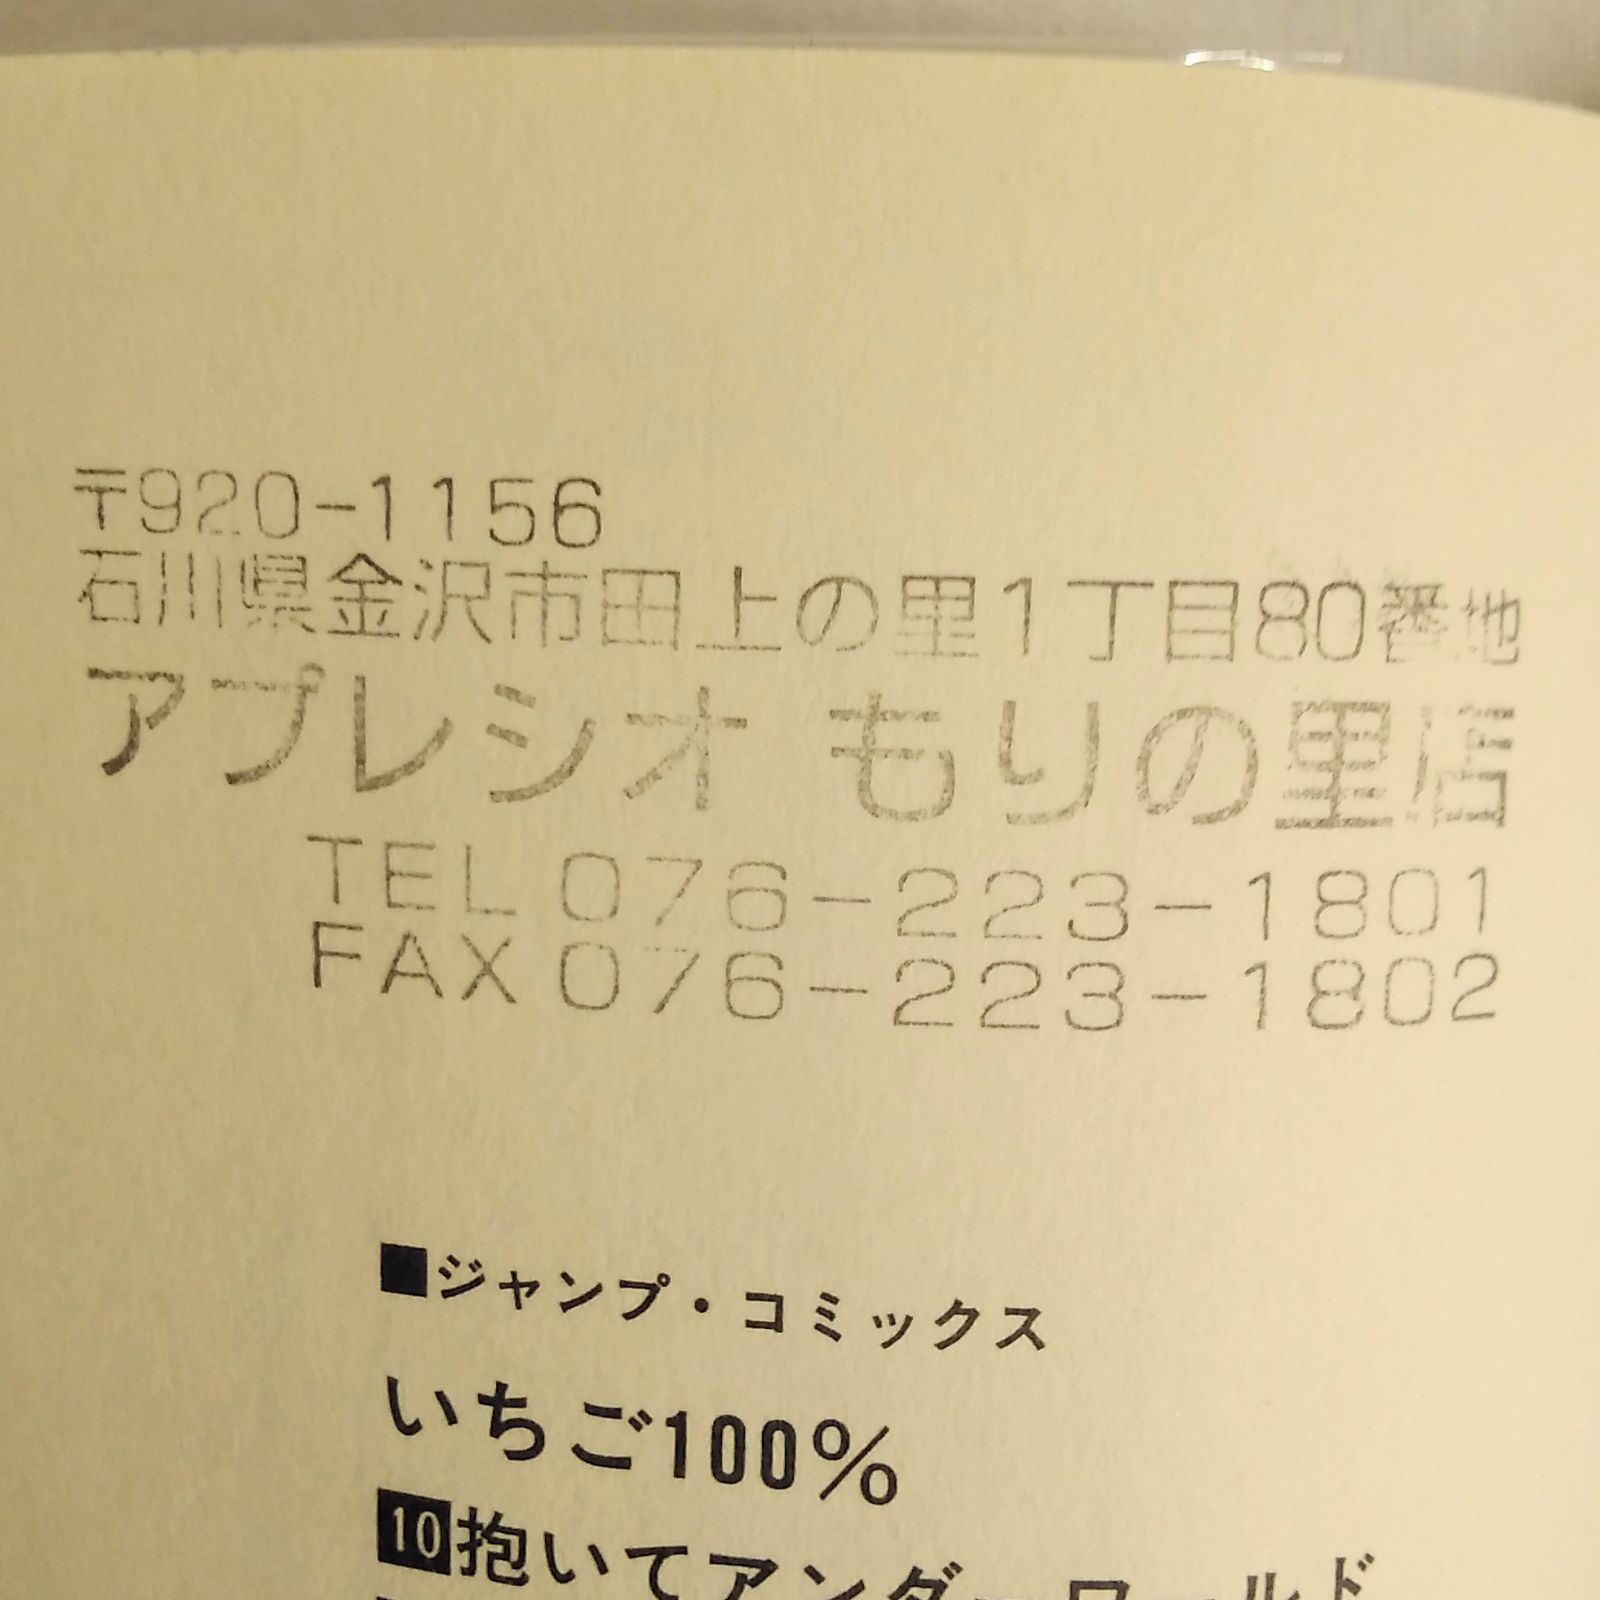 〒920-1156
石川県金沢市田上の里1丁目80番地
アプレシオ もりの里店
TEL 076-223-1801
FAX 076-223-1802
■ジャンプ・コミックス
いちご100%
10抱いてアンダーワールド